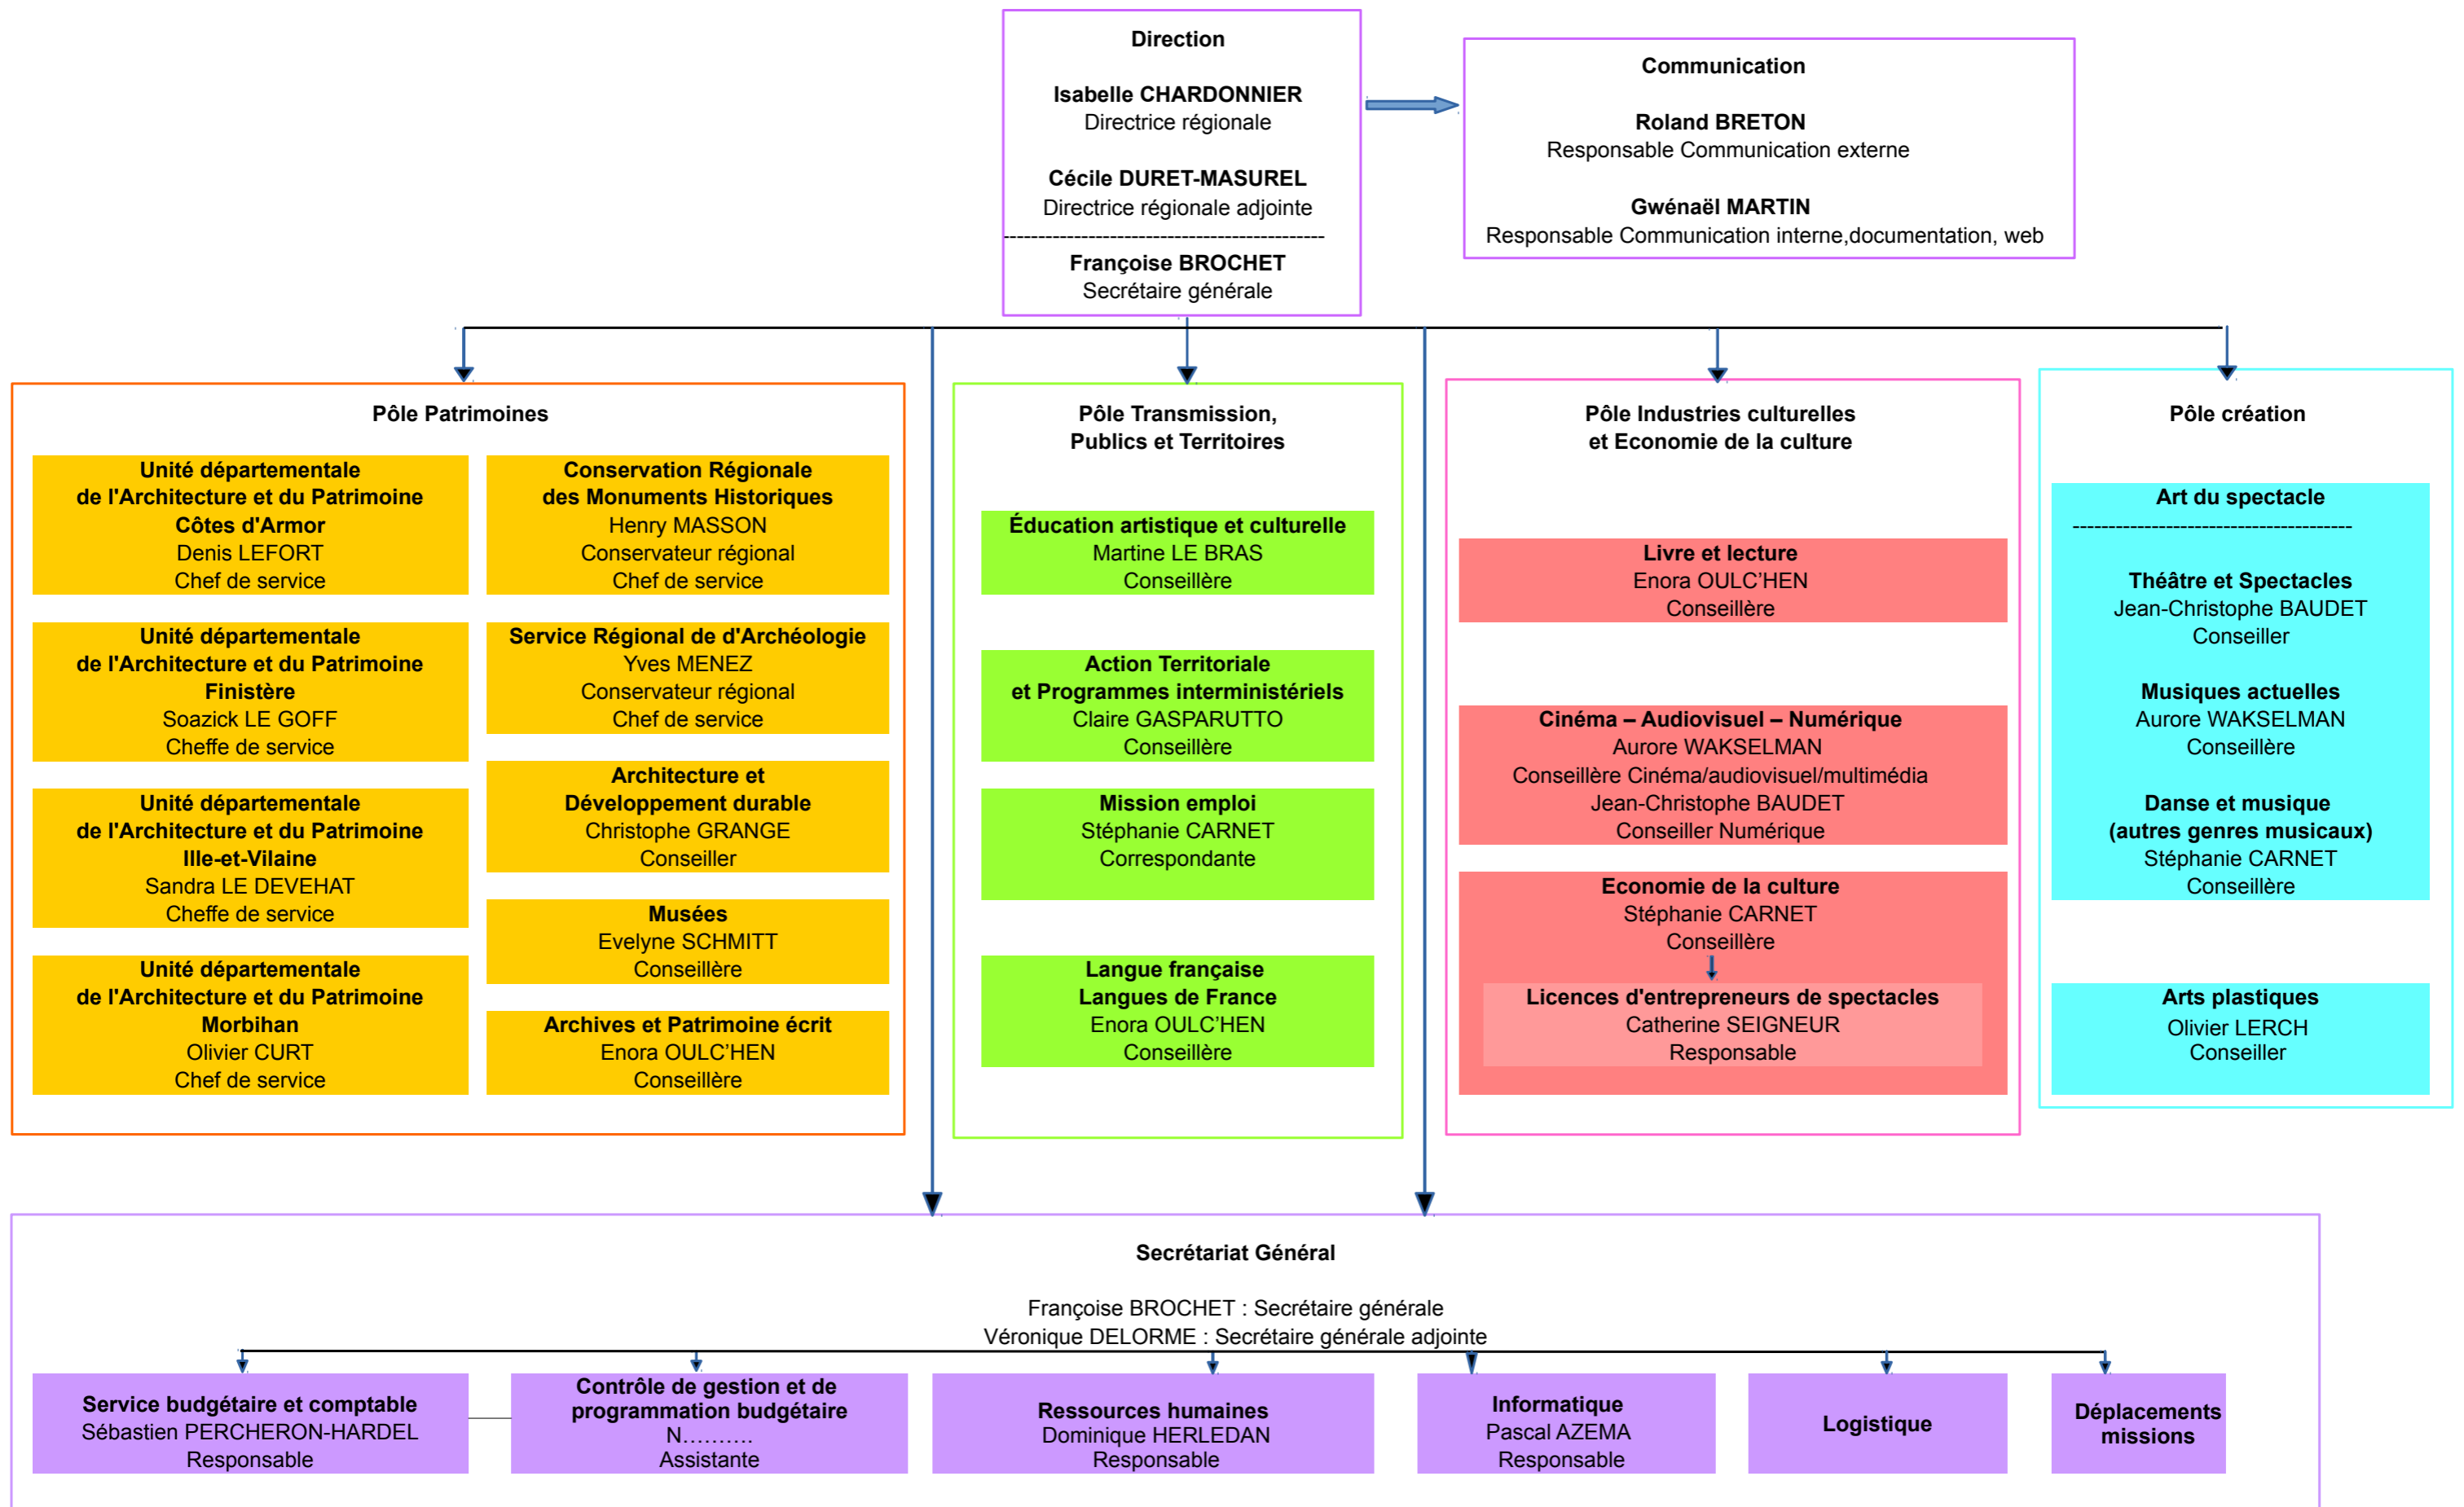 Direction
Isabelle CHARDONNIER
Directrice régionale
Cécile DURET-MASUREL
Directrice régionale adjointe
---------------------------------------------
Françoise BROCHET
Secrétaire générale
Communication
Roland BRETON
Responsable Communication externe
Gwénaël MARTIN
Responsable Communication interne,documentation, web
Pôle Patrimoines
Unité départementale
de l'Architecture et du Patrimoine
Côtes d'Armor
Denis LEFORT
Chef de service
Unité départementale
de l'Architecture et du Patrimoine
Finistère
Soazick LE GOFF
Cheffe de service
Unité départementale
de l'Architecture et du Patrimoine
Ille-et-Vilaine
Sandra LE DEVEHAT
Cheffe de service
Unité départementale
de l'Architecture et du Patrimoine
Morbihan
Olivier CURT
Chef de service
Conservation Régionale
des Monuments Historiques
Henry MASSON
Conservateur régional
Chef de service
Service Régional de d'Archéologie
Yves MENEZ
Conservateur régional
Chef de service
Architecture et
Développement durable
Christophe GRANGE
Conseiller
Musées
Evelyne SCHMITT
Conseillère
Archives et Patrimoine écrit
Enora OULC’HEN
Conseillère
Pôle Transmission,
Publics et Territoires
Éducation artistique et culturelle
Martine LE BRAS
Conseillère
Action Territoriale
et Programmes interministériels
Claire GASPARUTTO
Conseillère
Mission emploi
Stéphanie CARNET
Correspondante
Langue française
Langues de France
Enora OULC’HEN
Conseillère
Pôle Industries culturelles
et Economie de la culture
Livre et lecture
Enora OULC’HEN
Conseillère
Cinéma – Audiovisuel – Numérique
Aurore WAKSELMAN
Conseillère Cinéma/audiovisuel/multimédia
Jean-Christophe BAUDET
Conseiller Numérique
Economie de la culture
Stéphanie CARNET
Conseillère
Licences d'entrepreneurs de spectacles
Catherine SEIGNEUR
Responsable
Pôle création
Art du spectacle
---------------------------------------
Théâtre et Spectacles
Jean-Christophe BAUDET
Conseiller
Musiques actuelles
Aurore WAKSELMAN
Conseillère
Danse et musique
(autres genres musicaux)
Stéphanie CARNET
Conseillère
Arts plastiques
Olivier LERCH
Conseiller
Secrétariat Général
Françoise BROCHET : Secrétaire générale
Véronique DELORME : Secrétaire générale adjointe
Service budgétaire et comptable
Sébastien PERCHERON-HARDEL
Responsable
Contrôle de gestion et de
programmation budgétaire
N……….
Assistante
Ressources humaines
Dominique HERLEDAN
Responsable
Informatique
Pascal AZEMA
Responsable
Logistique
Déplacements
missions